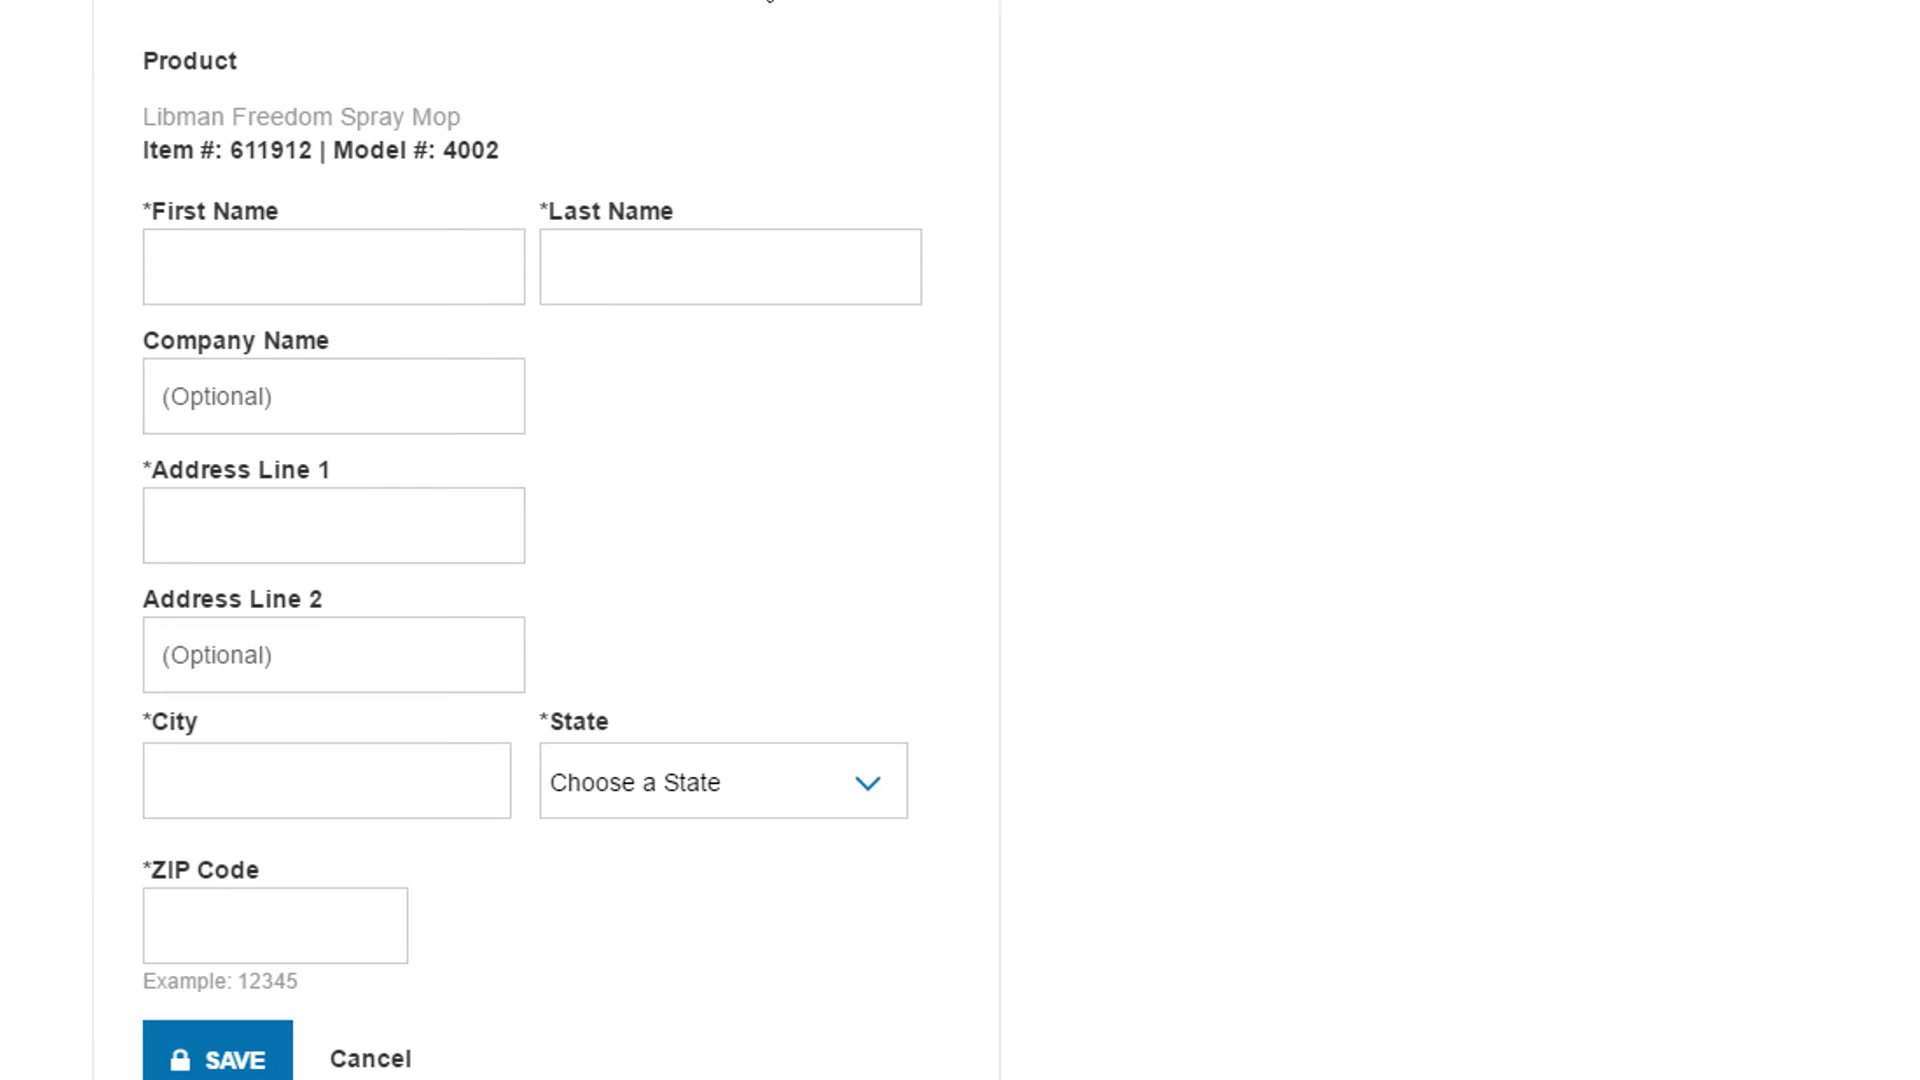 Product
Libman Freedom Spray Mop
Item #: 611912 | Model #: 4002
*First Name *Last Name
Company Name
(Optional)
*Address Line 1
Address Line 2
(Optional)
*City *State
Choose a State
*ZIP Code
Example: 12345
SAVE Cancel